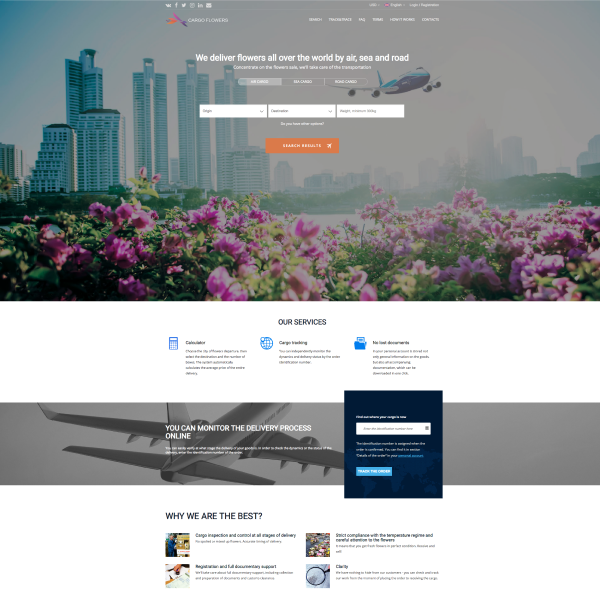 USD
English
Login / Registration
CARGO FLOWERS
SEARCH
TRACK/SPACE
FAQ
TERMS
HOW IT WORKS
CONTACTS
We deliver flowers all over the world by air, sea and road
Concentrate on the flowers sale, we'll take care of the transportation
AIR CARGO
SEA CARGO
ROAD CARGO
Origin
Destination
Weight, minimum 100kg
Do you have other options?
SEARCH RESULTS
OUR SERVICES
Calculator
Choose the city of flowers departure, then
select the destination and the number of
boxes. The system automatically
calculates the average price of the entire
delivery.
Cargo tracking
You can independently monitor the
dynamics and delivery status by the order
identification number.
No lost documents
In your personal account is stored not
only general information on the goods,
but also all accompanying
documentation, which can be
downloaded in one click.
YOU CAN MONITOR THE DELIVERY PROCESS
ONLINE
You can easily verify at what stage the delivery of your goods is. In order to check the dynamics or the status of the
delivery, enter the identification number of the order.
Find out where your cargo is now
Enter the identification number here
The identification number is assigned when the
order is confirmed. You can find it in section
"Details of the order" in your personal account.
TRACK THE ORDER
WHY WE ARE THE BEST?
Cargo inspection and control at all stages of delivery
No spoiled or mixed up flowers. Accurate timing of delivery.
Strict compliance with the temperature regime and
careful attention to the flowers
It means that you get fresh flowers in perfect condition. Secure and
well.
Registration and full documentary support
We'll take care about full documentary support, including collection
and preparation of documents and customs clearance.
Clarity
We have nothing to hide from our customers - you can check and track
our work from the moment of placing the order to receiving the cargo.